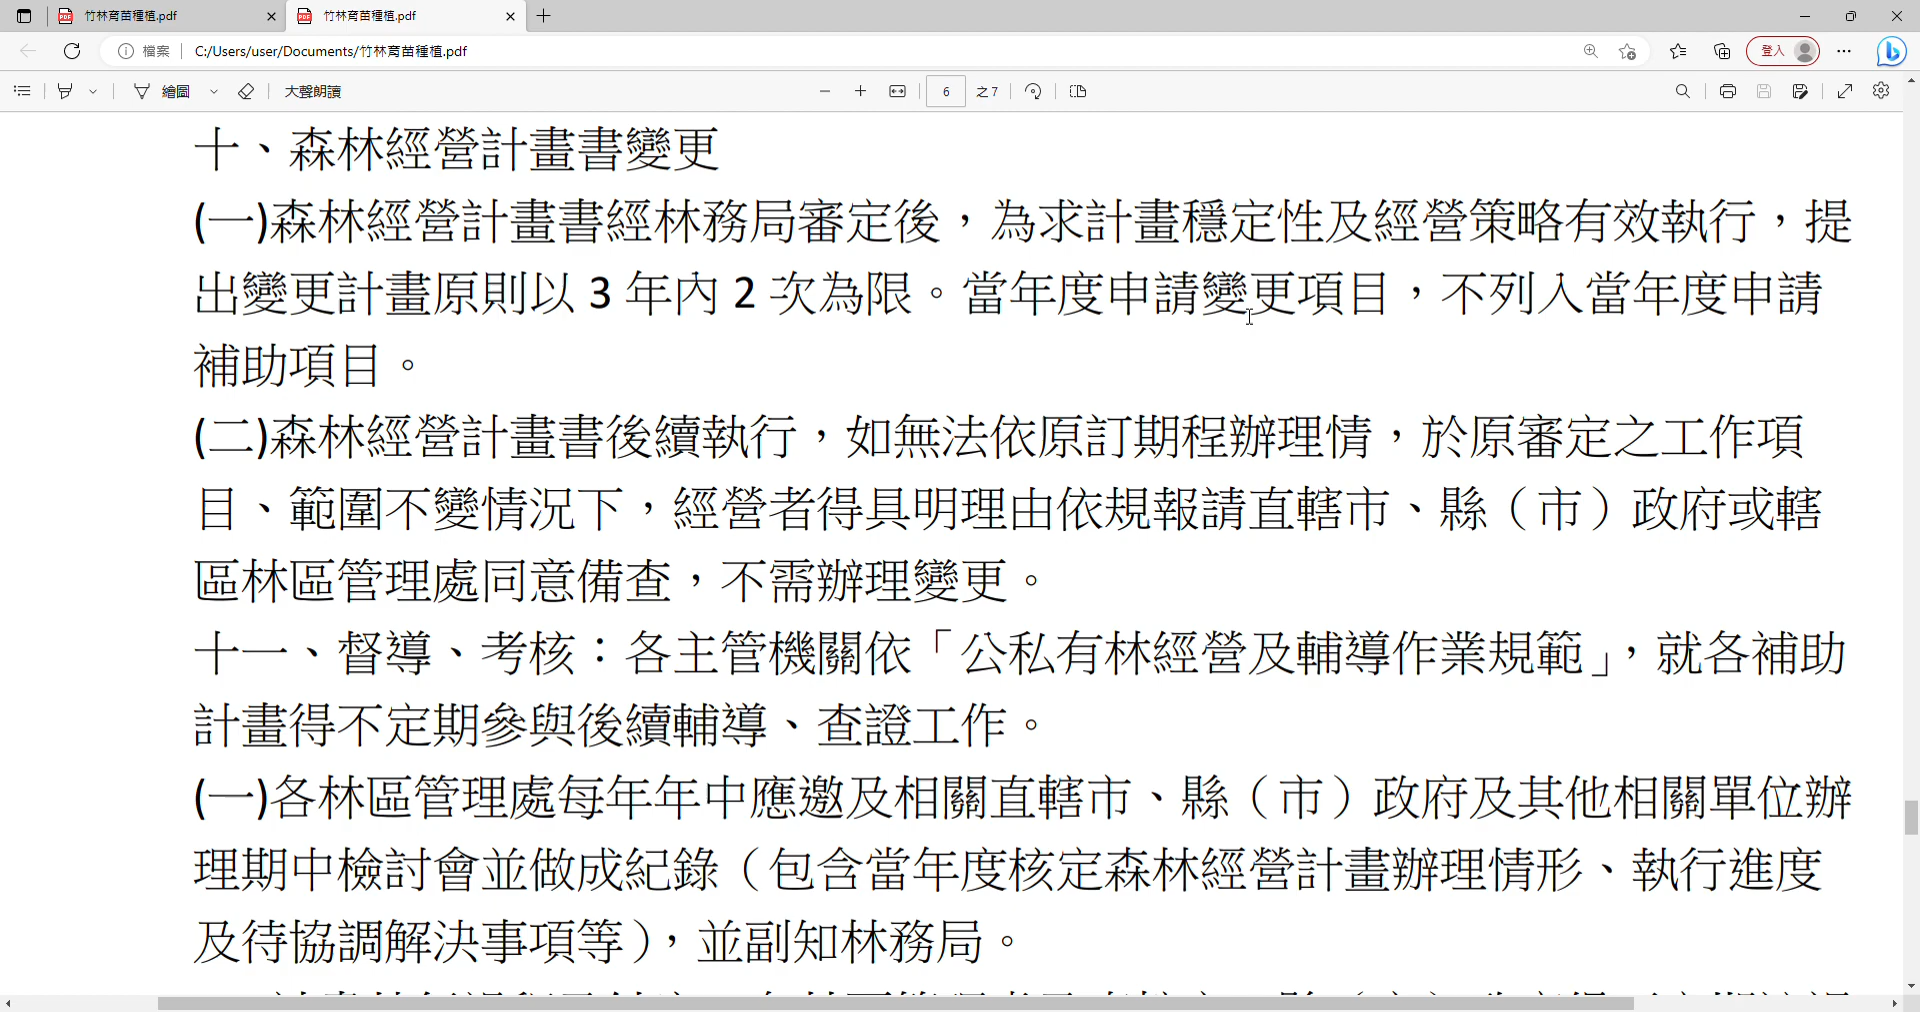 竹林育苗種植.pdf
竹林育苗種植.pdf
檔案 C:/Users/user/Documents/竹林育苗種植.pdf 登入
繪圖 大聲朗讀 6 之7
十、森林經營計畫書變更
(一)森林經營計畫書經林務局審定後，為求計畫穩定性及經營策略有效執行，提
出變更計畫原則以 3 年內 2 次為限。當年度申請變更項目，不列入當年度申請
補助項目。
(二)森林經營計畫書後續執行，如無法依原訂期程辦理情，於原審定之工作項
目、範圍不變情況下，經營者得具明理由依規報請直轄市、縣（市）政府或轄
區林區管理處同意備查，不需辦理變更。
十一、督導、考核：各主管機關依「公私有林經營及輔導作業規範」，就各補助
計畫得不定期參與後續輔導、查證工作。
(一)各林區管理處每年年中應邀及相關直轄市、縣（市）政府及其他相關單位辦
理期中檢討會並做成紀錄（包含當年度核定森林經營計畫辦理情形、執行進度
及待協調解決事項等），並副知林務局。